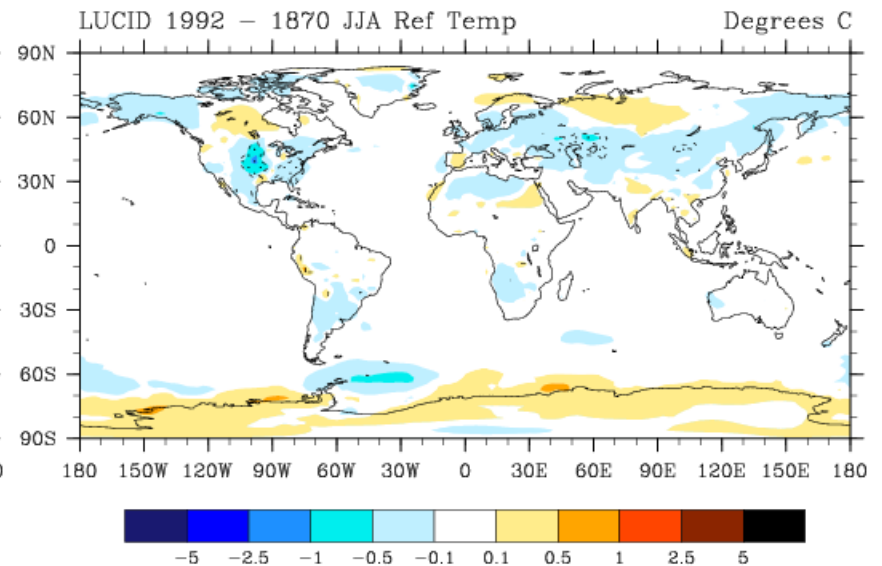 LUCID 1992 – 1870 JJA Ref Temp Degrees C
90N
60N
30N
0
30S
60S
90S
0 180 150W 120W 90W 60W 30W 0 30E 60E 90E 120E 150E 180
−5 −2.5 −1 −0.5 −0.1 0.1 0.5 1 2.5 5